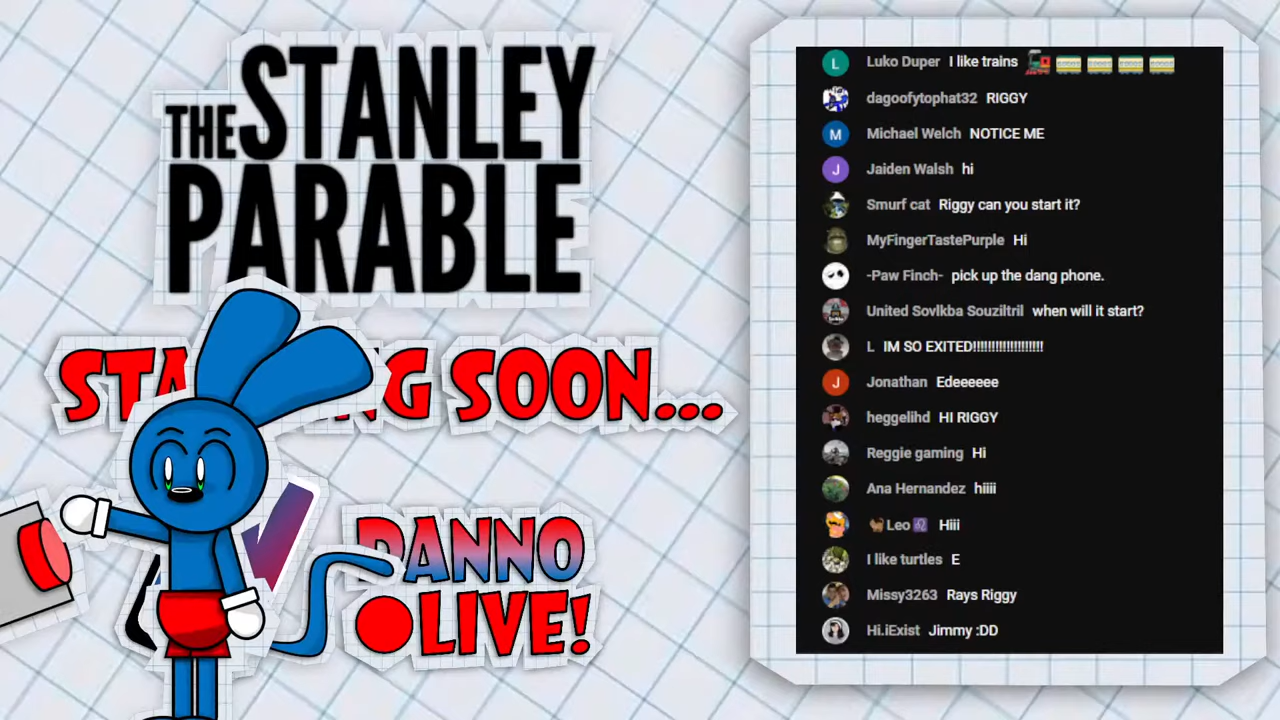 THE STANLEY
PARABLE
STARTING SOON...
DANNO
LIVE!
L Luko Duper I like trains
dagoofytophat32 RIGGY
M Michael Welch NOTICE ME
J Jaiden Walsh hi
Smurf cat Riggy can you start it?
MyFingerTastePurple Hi
-Paw Finch- pick up the dang phone.
United Sovlkba Souziltril when will it start?
L IM SO EXITED!!!!!!!!!!!!!!!!!!!
J Jonathan Edeeeeee
heggelihd HI RIGGY
Reggie gaming Hi
Ana Hernandez hiiii
🐈Leo♌ Hiii
I like turtles E
Missy3263 Rays Riggy
Hi.iExist Jimmy :DD